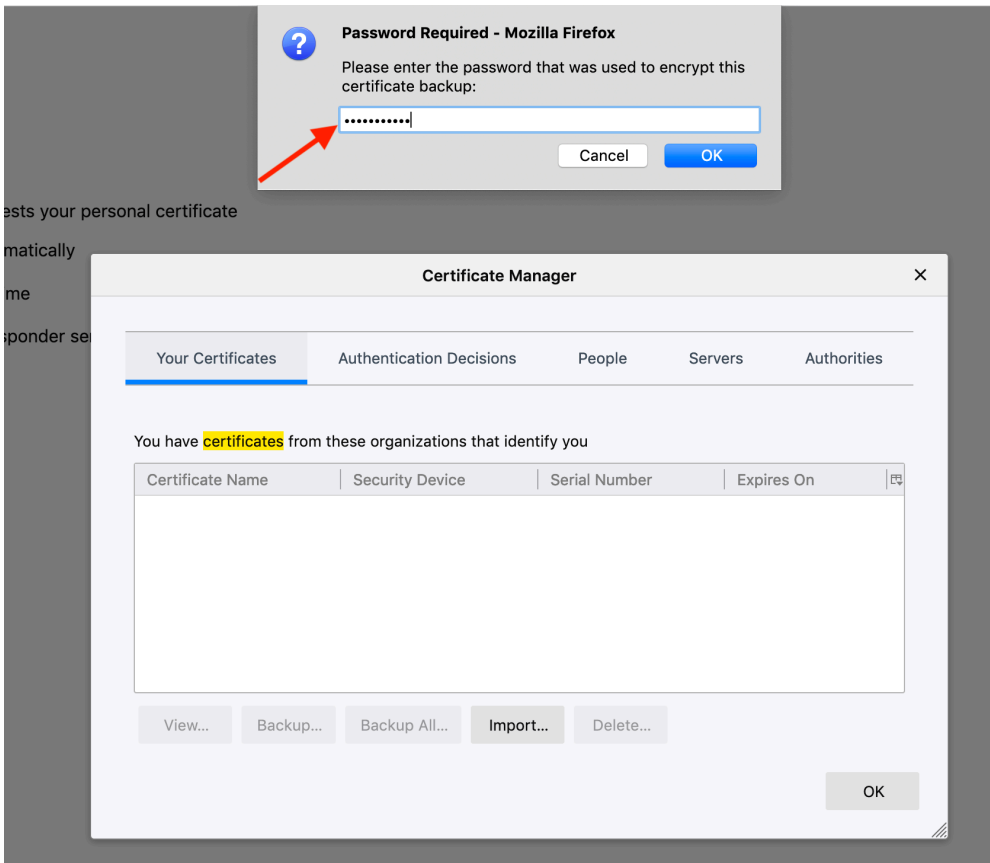 Password Required - Mozilla Firefox
Please enter the password that was used to encrypt this
certificate backup:
•••••••••••
Cancel
OK
ests your personal certificate
matically
me
sponder se
Certificate Manager
Your Certificates
Authentication Decisions
People
Servers
Authorities
You have certificates from these organizations that identify you
Certificate Name
Security Device
Serial Number
Expires On
View...
Backup...
Backup All...
Import...
Delete...
OK